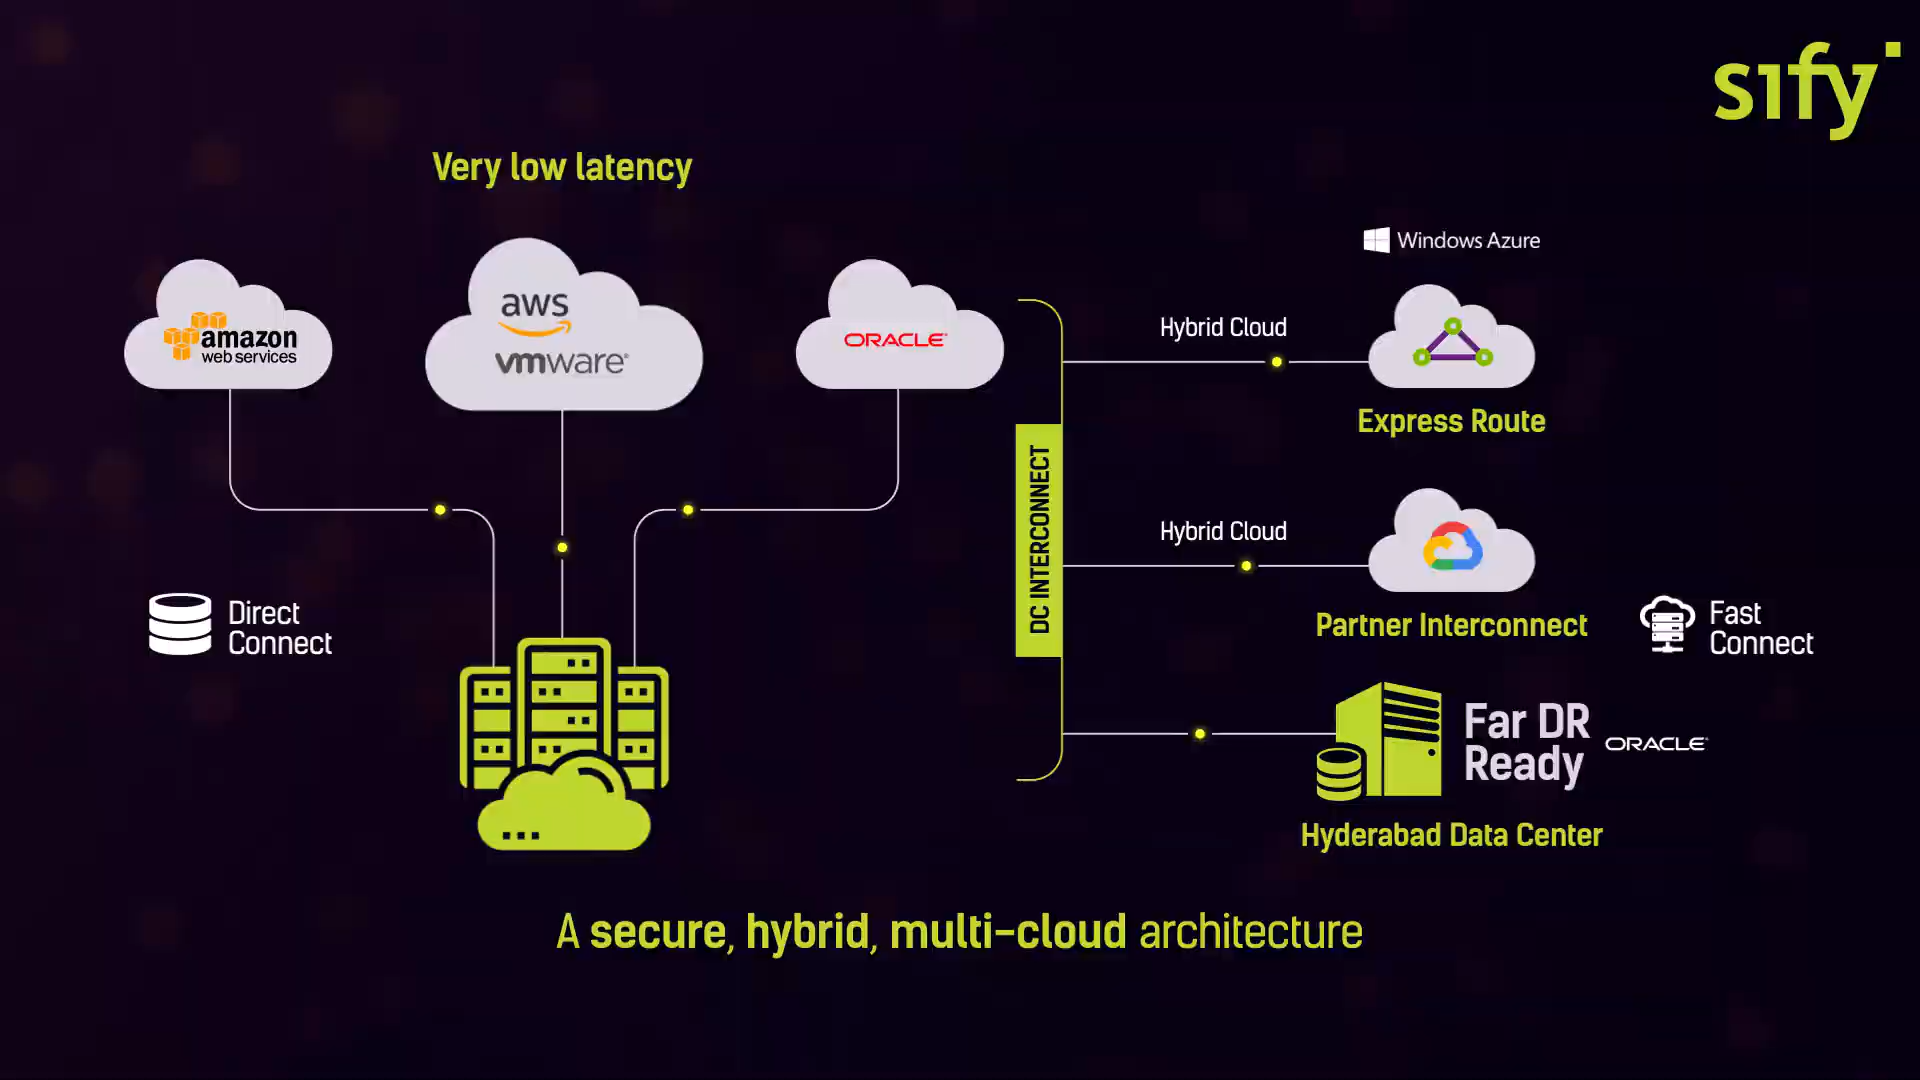 sify
Very low latency
amazon
web services
aws
vmware
ORACLE
Direct
Connect
DC INTERCONNECT
Windows Azure
Hybrid Cloud
Express Route
Hybrid Cloud
Partner Interconnect
Fast
Connect
Far DR
Ready
ORACLE
Hyderabad Data Center
A secure, hybrid, multi-cloud architecture